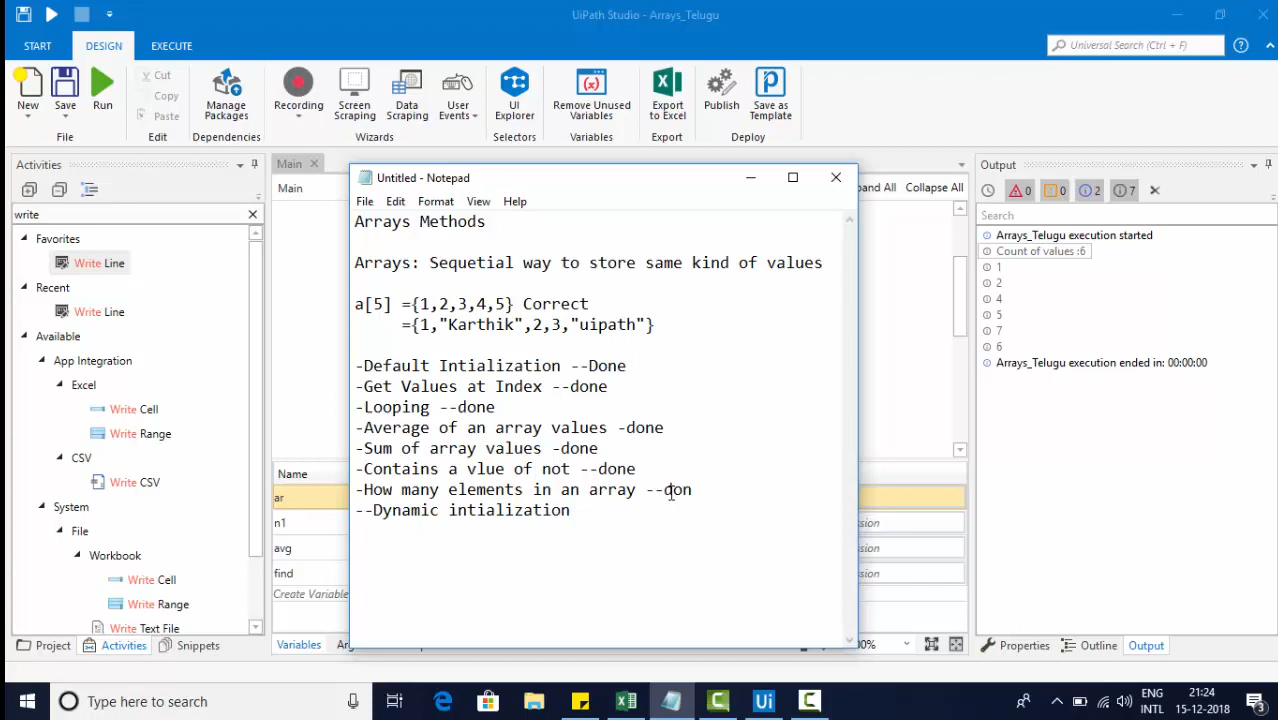 UiPath Studio - Arrays_Telugu
START DESIGN EXECUTE
Universal Search (Ctrl + F)
New Save Run
Cut
Copy
Paste
Manage Packages
Recording
Screen Scraping
Data Scraping
User Events
UI Explorer
Remove Unused Variables
Export to Excel
Publish
Save as Template
File Edit Dependencies Wizards Selectors Variables Export Deploy
Activities
write
Favorites
Write Line
Recent
Write Line
Available
App Integration
Excel
Write Cell
Write Range
CSV
Write CSV
System
File
Workbook
Write Cell
Write Range
Write Text File
Project Activities Snippets
Main
Main
Collapse All
Name
ar
n1
avg
find
Create Variable
Variables
Untitled - Notepad
File Edit Format View Help
Arrays Methods
Arrays: Sequetial way to store same kind of values
a[5] ={1,2,3,4,5} Correct
={1,"Karthik",2,3,"uipath"}
-Default Intialization --Done
-Get Values at Index --done
-Looping --done
-Average of an array values -done
-Sum of array values -done
-Contains a vlue of not --done
-How many elements in an array --don
--Dynamic intialization
Output
0 0 2 7
Search
Arrays_Telugu execution started
Count of values :6
1
2
4
5
7
6
Arrays_Telugu execution ended in: 00:00:00
Properties Outline Output
Type here to search
ENG
INTL
21:24
15-12-2018
3